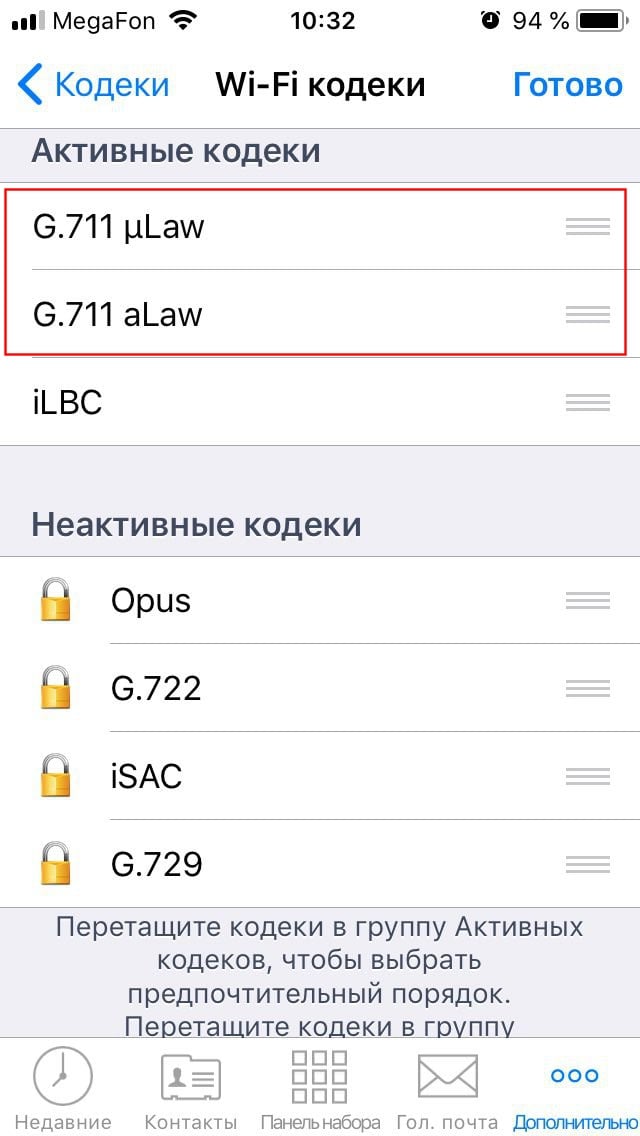 MegaFon 10:32 94 %
Кодеки Wi-Fi кодеки Готово
Активные кодеки
G.711 µLaw
G.711 aLaw
iLBC
Неактивные кодеки
Opus
G.722
iSAC
G.729
Перетащите кодеки в группу Активных
кодеков, чтобы выбрать
предпочтительный порядок.
Перетащите кодеки в группу
Недавние Контакты Панель набора Гол. почта Дополнительно